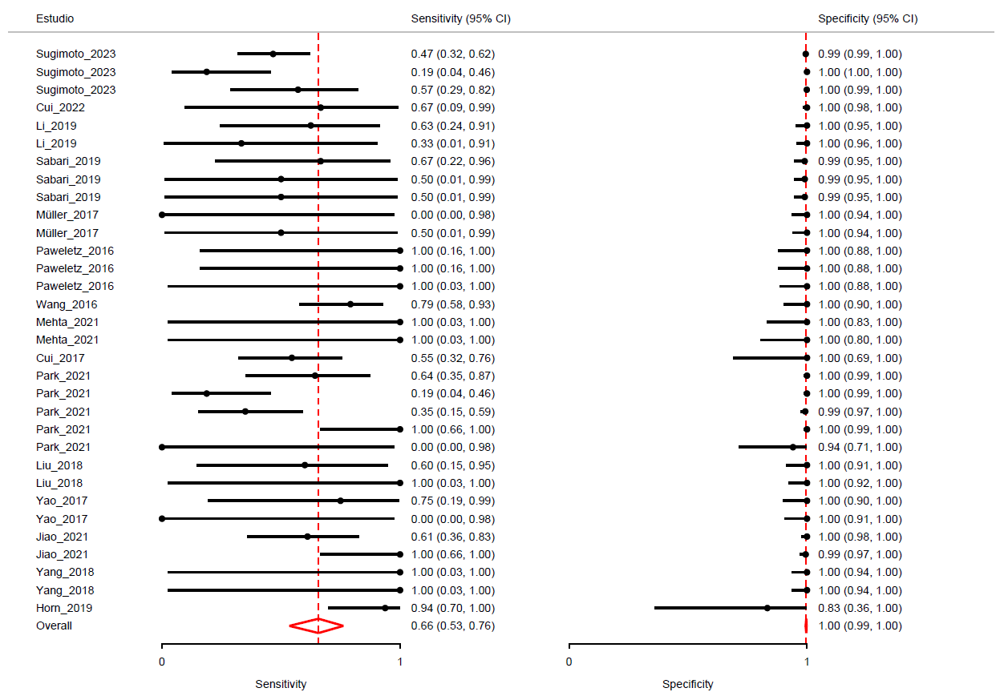 Estudio Sensitivity (95% CI) Specificity (95% CI)
Sugimoto_2023 0.47 (0.32, 0.62) 0.99 (0.99, 1.00)
Sugimoto_2023 0.19 (0.04, 0.46) 1.00 (1.00, 1.00)
Sugimoto_2023 0.57 (0.29, 0.82) 1.00 (0.99, 1.00)
Cui_2022 0.67 (0.09, 0.99) 1.00 (0.98, 1.00)
Li_2019 0.63 (0.24, 0.91) 1.00 (0.95, 1.00)
Li_2019 0.33 (0.01, 0.91) 1.00 (0.96, 1.00)
Sabari_2019 0.67 (0.22, 0.96) 0.99 (0.95, 1.00)
Sabari_2019 0.50 (0.01, 0.99) 0.99 (0.95, 1.00)
Sabari_2019 0.50 (0.01, 0.99) 0.99 (0.95, 1.00)
Müller_2017 0.00 (0.00, 0.98) 1.00 (0.94, 1.00)
Müller_2017 0.50 (0.01, 0.99) 1.00 (0.94, 1.00)
Paweletz_2016 1.00 (0.16, 1.00) 1.00 (0.88, 1.00)
Paweletz_2016 1.00 (0.16, 1.00) 1.00 (0.88, 1.00)
Paweletz_2016 1.00 (0.03, 1.00) 1.00 (0.88, 1.00)
Wang_2016 0.79 (0.58, 0.93) 1.00 (0.90, 1.00)
Mehta_2021 1.00 (0.03, 1.00) 1.00 (0.83, 1.00)
Mehta_2021 1.00 (0.03, 1.00) 1.00 (0.80, 1.00)
Cui_2017 0.55 (0.32, 0.76) 1.00 (0.69, 1.00)
Park_2021 0.64 (0.35, 0.87) 1.00 (0.99, 1.00)
Park_2021 0.19 (0.04, 0.46) 1.00 (0.99, 1.00)
Park_2021 0.35 (0.15, 0.59) 0.99 (0.97, 1.00)
Park_2021 1.00 (0.66, 1.00) 1.00 (0.99, 1.00)
Park_2021 0.00 (0.00, 0.98) 0.94 (0.71, 1.00)
Liu_2018 0.60 (0.15, 0.95) 1.00 (0.91, 1.00)
Liu_2018 1.00 (0.03, 1.00) 1.00 (0.92, 1.00)
Yao_2017 0.75 (0.19, 0.99) 1.00 (0.90, 1.00)
Yao_2017 0.00 (0.00, 0.98) 1.00 (0.91, 1.00)
Jiao_2021 0.61 (0.36, 0.83) 1.00 (0.98, 1.00)
Jiao_2021 1.00 (0.66, 1.00) 0.99 (0.97, 1.00)
Yang_2018 1.00 (0.03, 1.00) 1.00 (0.94, 1.00)
Yang_2018 1.00 (0.03, 1.00) 1.00 (0.94, 1.00)
Horn_2019 0.94 (0.70, 1.00) 0.83 (0.36, 1.00)
Overall 0.66 (0.53, 0.76) 1.00 (0.99, 1.00)
0 1 0 1
Sensitivity Specificity